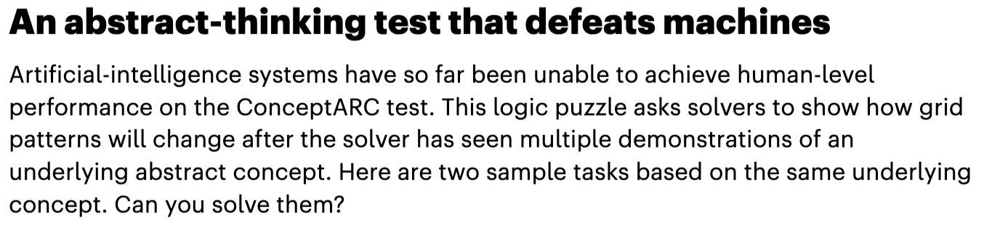 An abstract-thinking test that defeats machines
Artificial-intelligence systems have so far been unable to achieve human-level
performance on the ConceptARC test. This logic puzzle asks solvers to show how grid
patterns will change after the solver has seen multiple demonstrations of an
underlying abstract concept. Here are two sample tasks based on the same underlying
concept. Can you solve them?